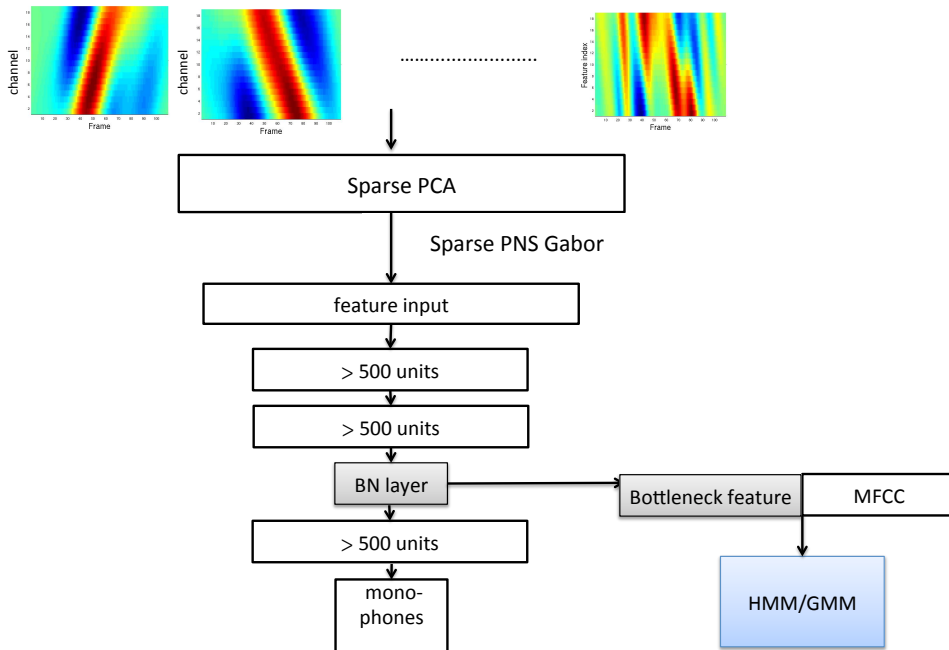 channel
Frame
channel
Frame
..............................
Feature index
Frame
Sparse PCA
Sparse PNS Gabor
feature input
> 500 units
> 500 units
BN layer
Bottleneck feature
MFCC
> 500 units
HMM/GMM
mono-
phones